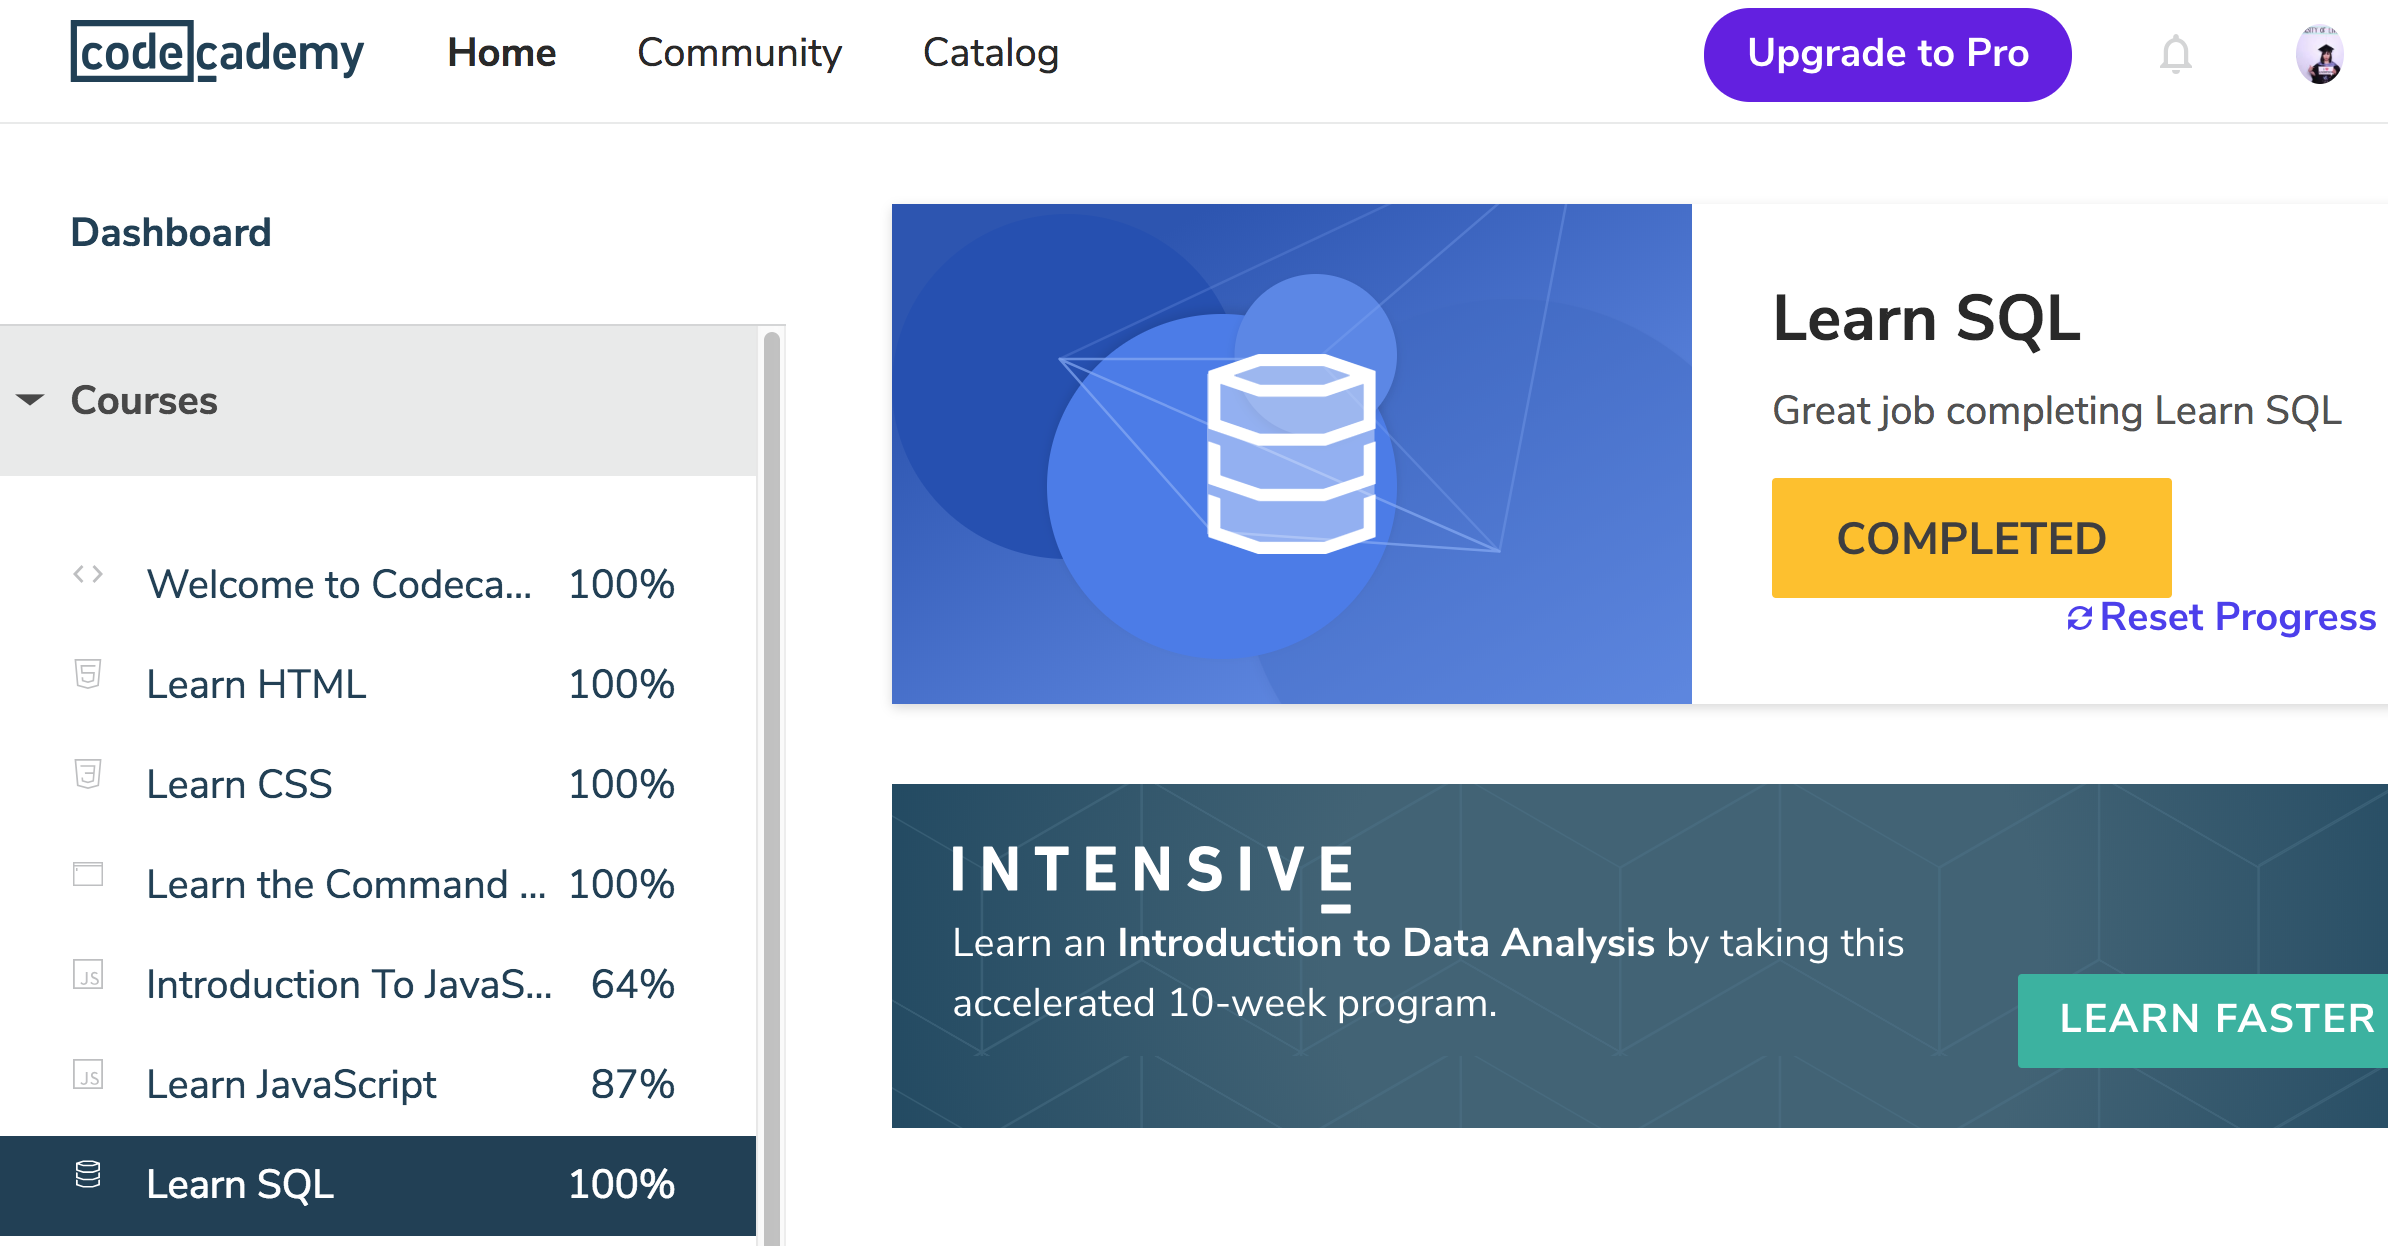 codecademy
Home
Community
Catalog
Upgrade to Pro
Dashboard
Courses
Welcome to Codeca... 100%
Learn HTML 100%
Learn CSS 100%
Learn the Command ... 100%
JS
Introduction To JavaS... 64%
JS
Learn JavaScript 87%
Learn SQL 100%
Learn SQL
Great job completing Learn SQL
COMPLETED
Reset Progress
INTENSIVE
Learn an Introduction to Data Analysis by taking this
accelerated 10-week program.
LEARN FASTER